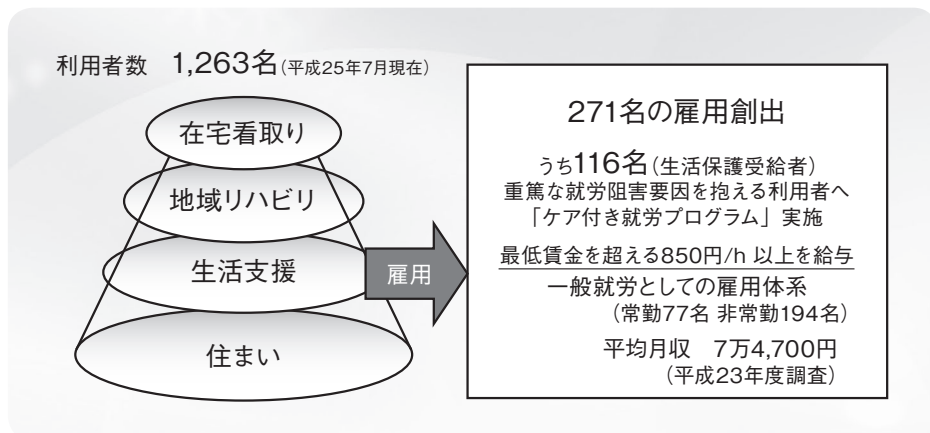 利用者数 1,263名(平成25年7月現在)
在宅看取り
地域リハビリ
生活支援
住まい
雇用
271名の雇用創出
うち116名(生活保護受給者)
重篤な就労阻害要因を抱える利用者へ
「ケア付き就労プログラム」実施
最低賃金を超える850円/h 以上を給与
一般就労としての雇用体系
(常勤77名 非常勤194名)
平均月収 7万4,700円
(平成23年度調査)